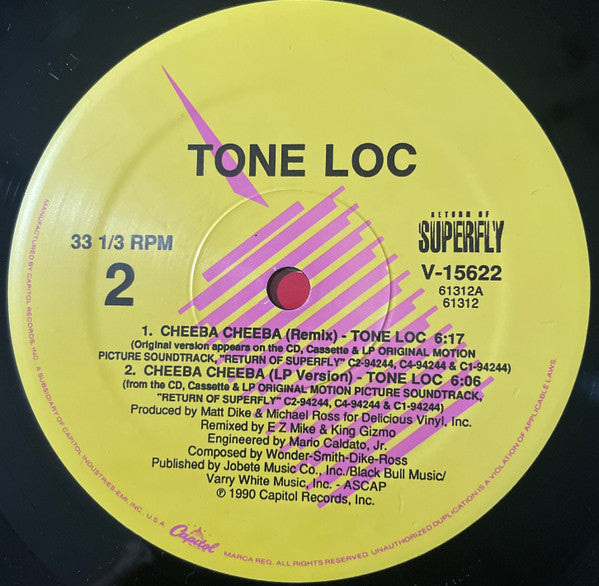 TONE LOC
33 1/3 RPM
2
RETURN OF
SUPERFLY
V-15622
61312A
61312
1. CHEEBA CHEEBA (Remix) - TONE LOC 6:17
(Original version appears on the CD, Cassette & LP ORIGINAL MOTION
PICTURE SOUNDTRACK, "RETURN OF SUPERFLY" C2-94244, C4-94244 & C1-94244)
2. CHEEBA CHEEBA (LP Version) - TONE LOC 6:06
(from the CD, Cassette & LP ORIGINAL MOTION PICTURE SOUNDTRACK,
"RETURN OF SUPERFLY" C2-94244, C4-94244 & C1-94244)
Produced by Matt Dike & Michael Ross for Delicious Vinyl, Inc.
Remixed by E Z Mike & King Gizmo
Engineered by Mario Caldato, Jr.
Composed by Wonder-Smith-Dike-Ross
Published by Jobete Music Co., Inc./Black Bull Music/
Varry White Music, Inc. - ASCAP
℗ 1990 Capitol Records, Inc.
MANUFACTURED BY CAPITOL RECORDS, INC. A SUBSIDIARY OF CAPITOL INDUSTRIES-EMI, INC., U.S.A.
Capitol
MARCA REG. ALL RIGHTS RESERVED. UNAUTHORIZED DUPLICATION IS A VIOLATION OF APPLICABLE LAWS.